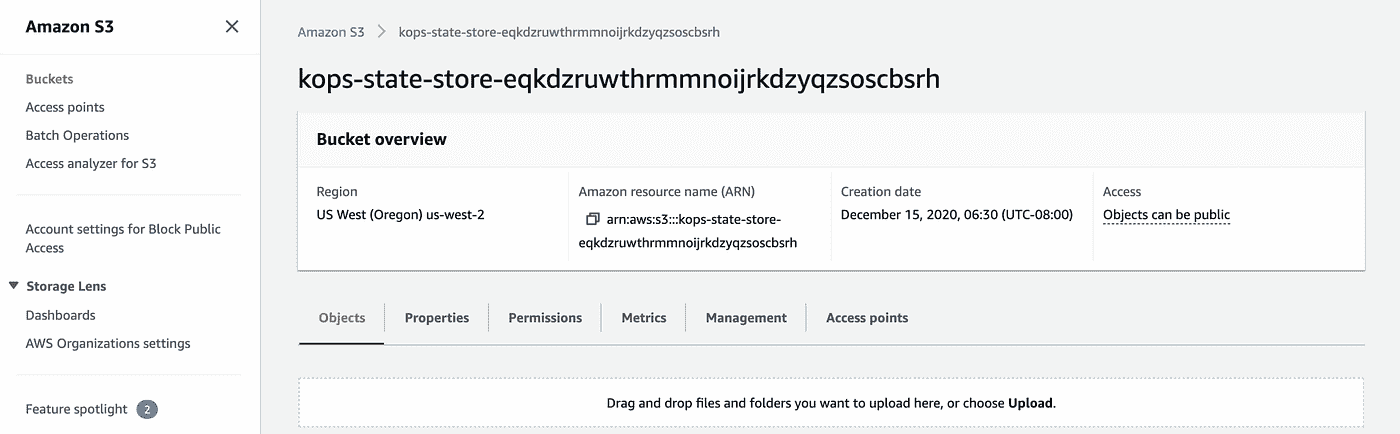 Amazon S3
Buckets
Access points
Batch Operations
Access analyzer for S3
Account settings for Block Public
Access
Storage Lens
Dashboards
AWS Organizations settings
Feature spotlight 2
Amazon S3 > kops-state-store-eqkdzruwthrmmnoijrkdzyqzsoscbsrh
kops-state-store-eqkdzruwthrmmnoijrkdzyqzsoscbsrh
Bucket overview
Region
US West (Oregon) us-west-2
Amazon resource name (ARN)
arn:aws:s3:::kops-state-store-
eqkdzruwthrmmnoijrkdzyqzsoscbsrh
Creation date
December 15, 2020, 06:30 (UTC-08:00)
Access
Objects can be public
Objects Properties Permissions Metrics Management Access points
Drag and drop files and folders you want to upload here, or choose Upload.